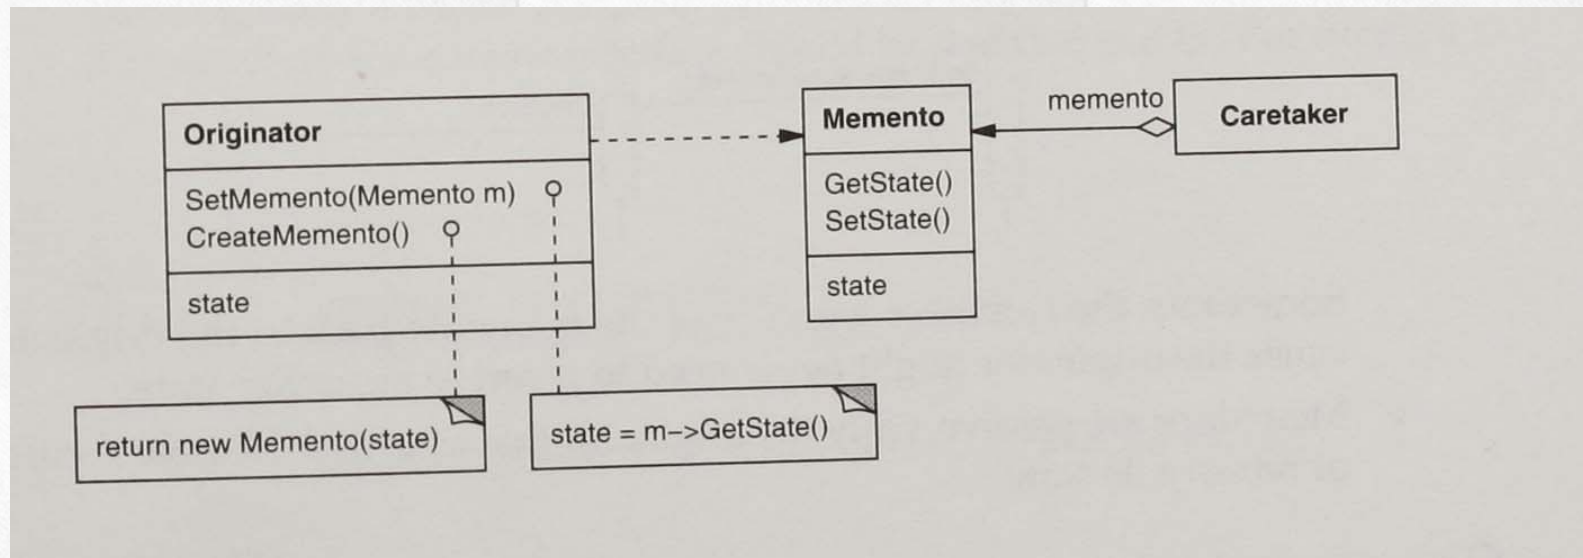 Originator
SetMemento(Memento m)
CreateMemento()
state
return new Memento(state)
state = m->GetState()
Memento
GetState()
SetState()
state
memento
Caretaker